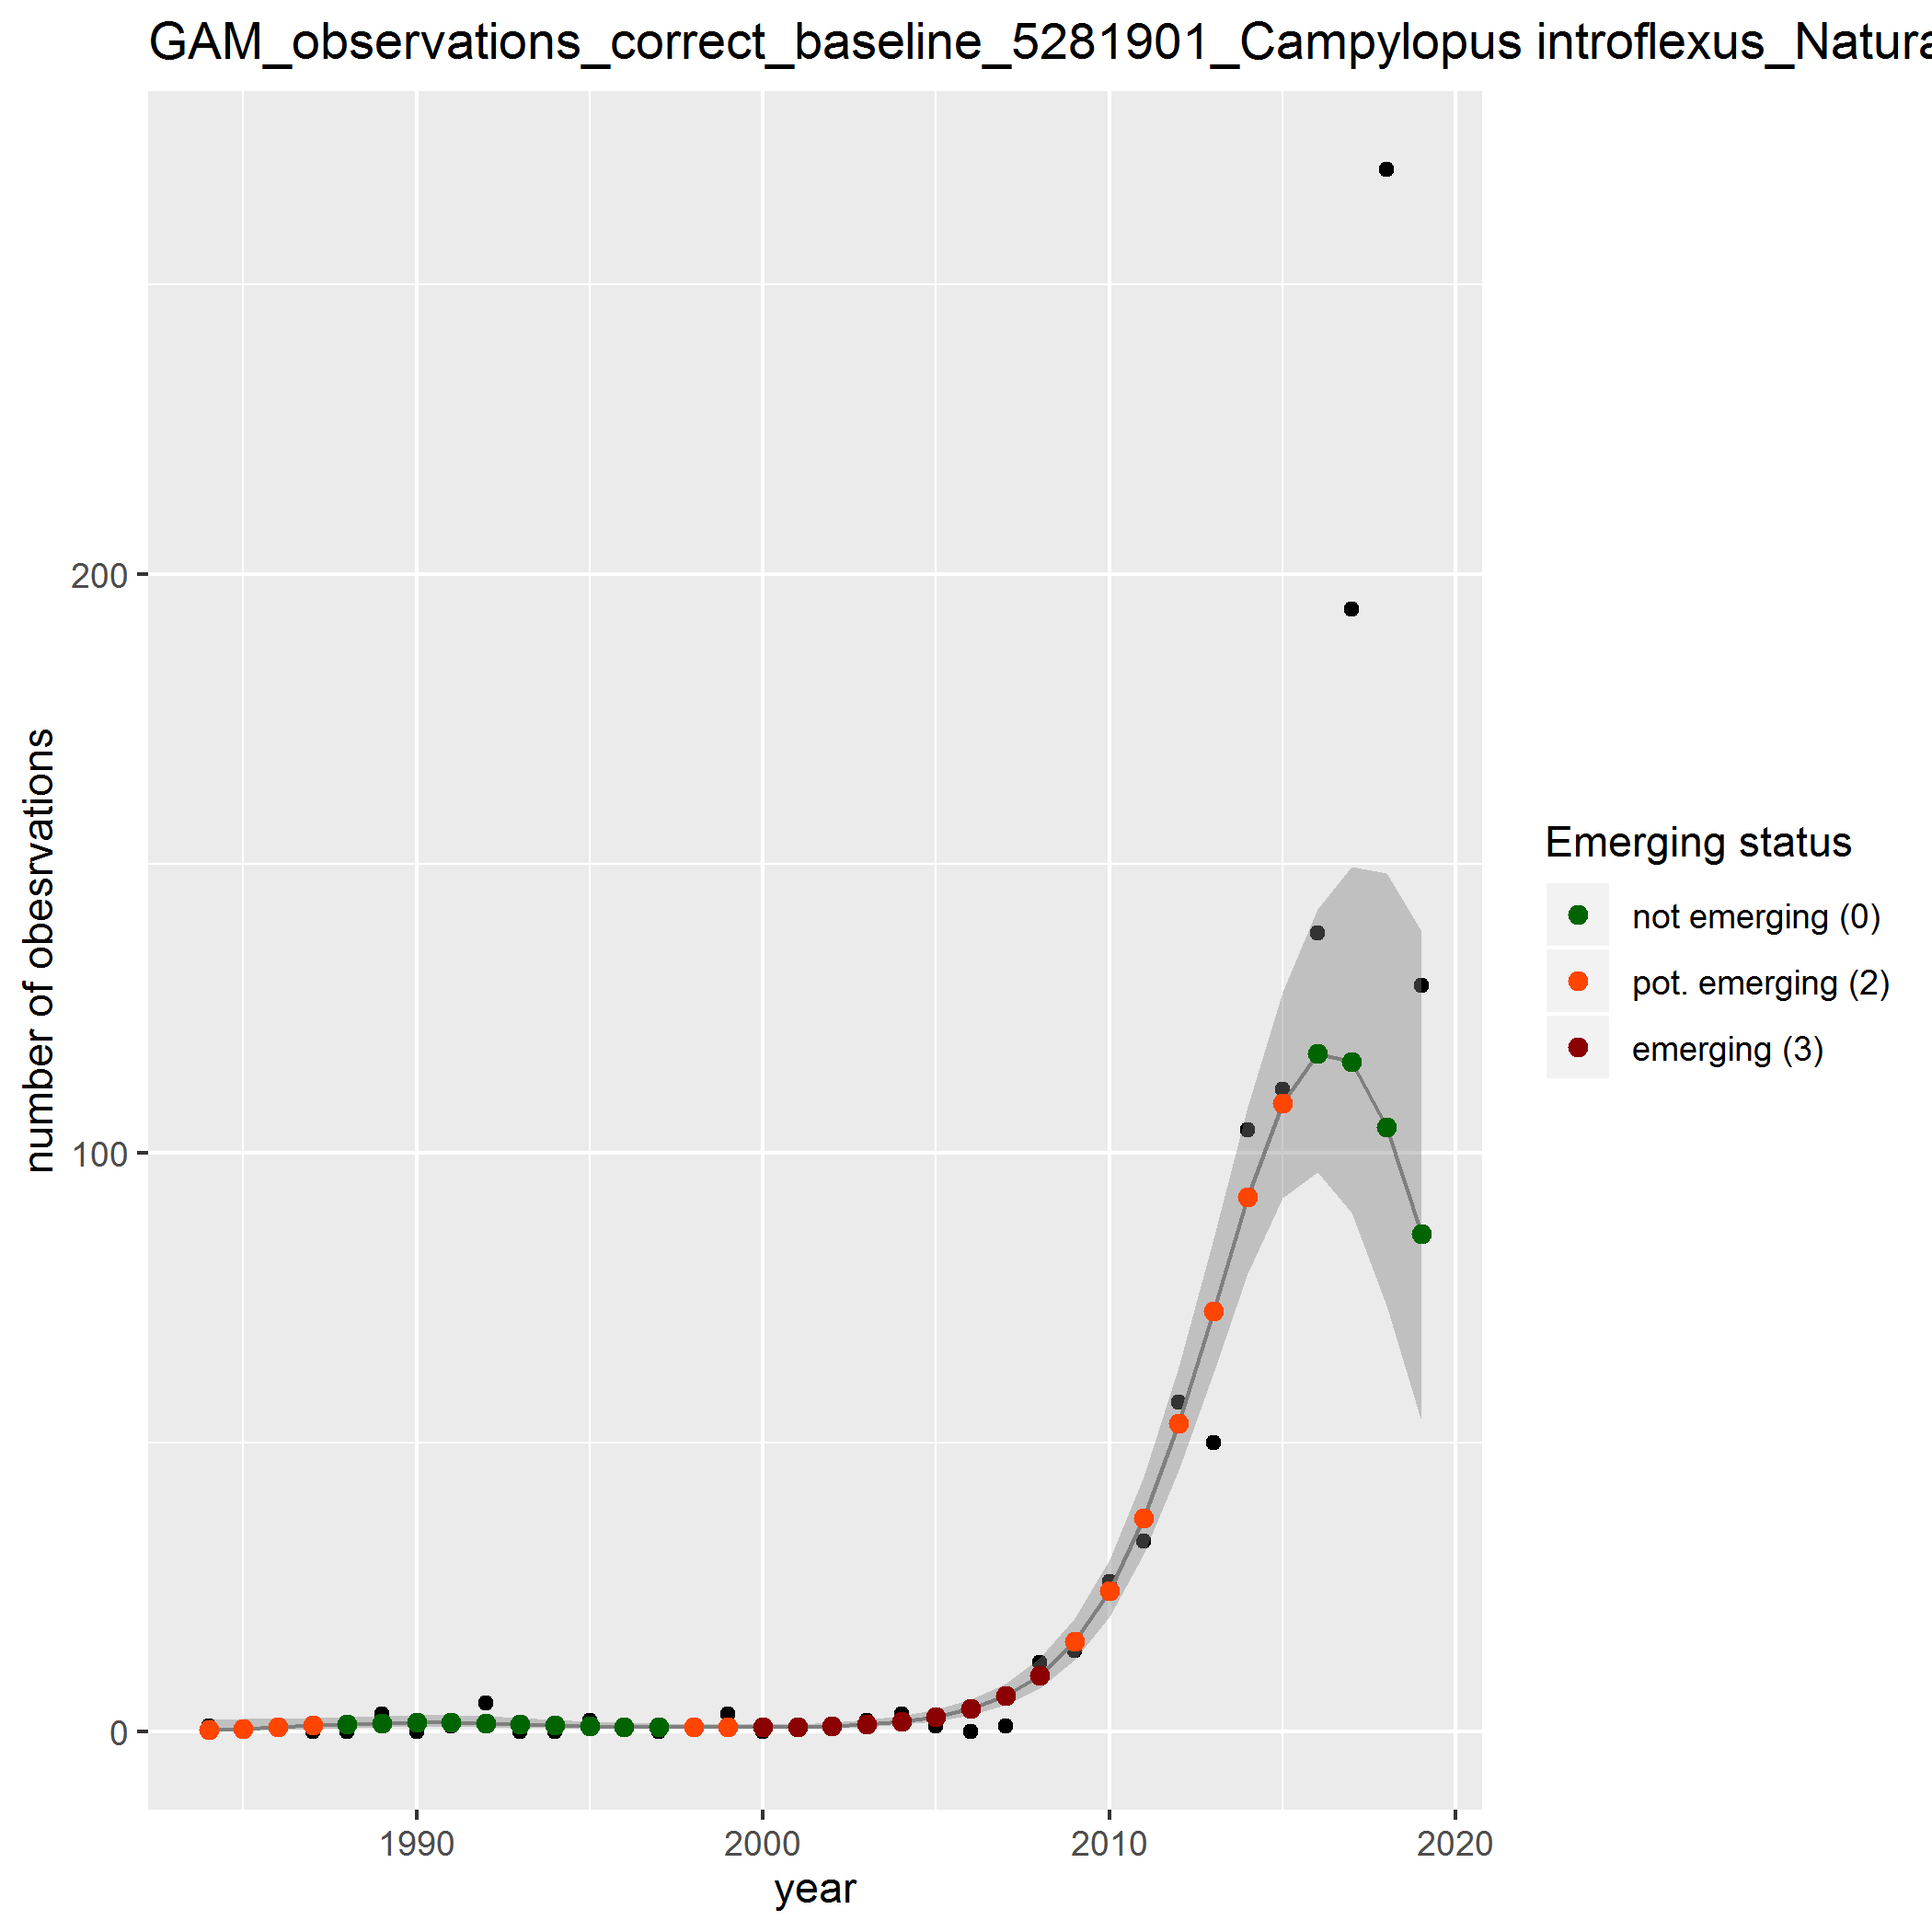 GAM_observations_correct_baseline_5281901_Campylopus introflexus_Natura
number of obesrvations
200
100
0
1990 2000 2010 2020
year
Emerging status
not emerging (0)
pot. emerging (2)
emerging (3)